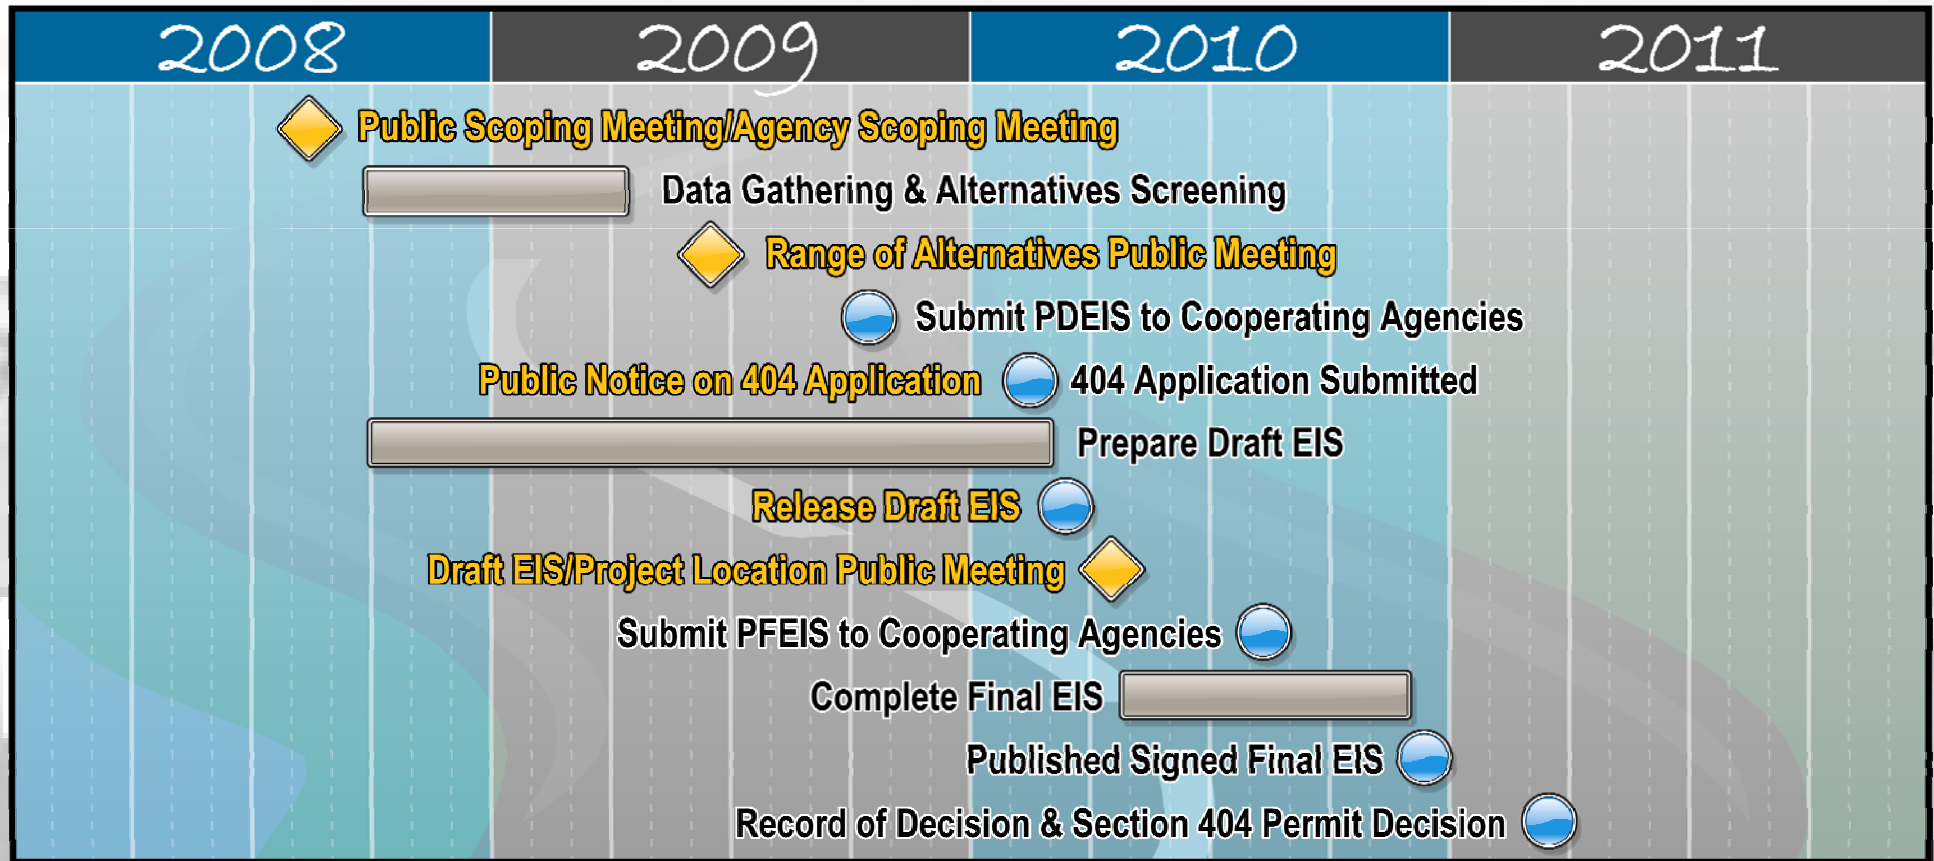 2008 2009 2010 2011
Public Scoping Meeting/Agency Scoping Meeting
Data Gathering & Alternatives Screening
Range of Alternatives Public Meeting
Submit PDEIS to Cooperating Agencies
Public Notice on 404 Application 404 Application Submitted
Prepare Draft EIS
Release Draft EIS
Draft EIS/Project Location Public Meeting
Submit PFEIS to Cooperating Agencies
Complete Final EIS
Published Signed Final EIS
Record of Decision & Section 404 Permit Decision